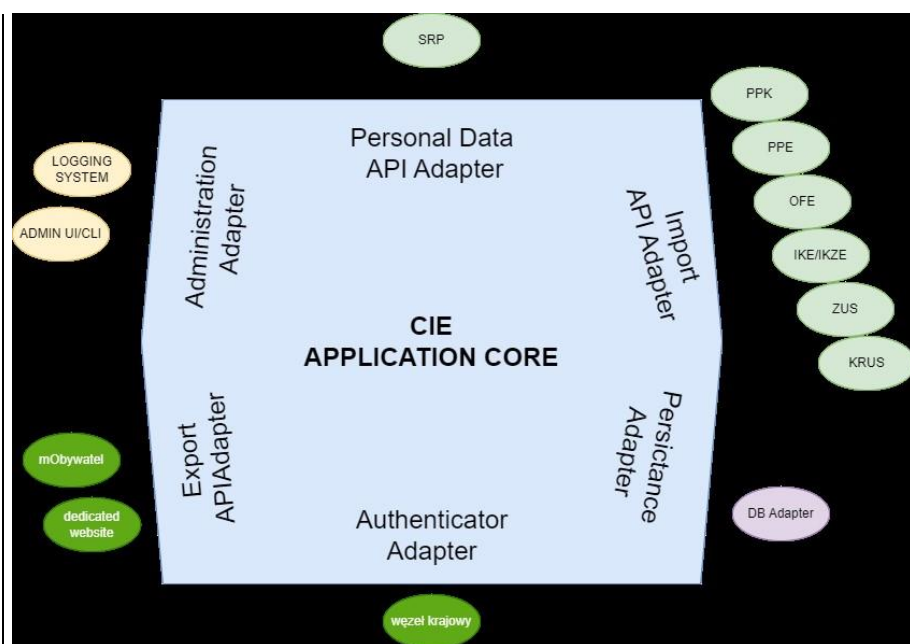 SRP
PPK
PPE
OFE
IKE/IKZE
ZUS
KRUS
LOGGING
SYSTEM
ADMIN UI/CLI
Personal Data
API Adapter
Administration
Adapter
Import
API Adapter
CIE
APPLICATION CORE
Export
APIAdapter
Persictance
Adapter
Authenticator
Adapter
mObywatel
dedicated
website
DB Adapter
węzeł krajowy